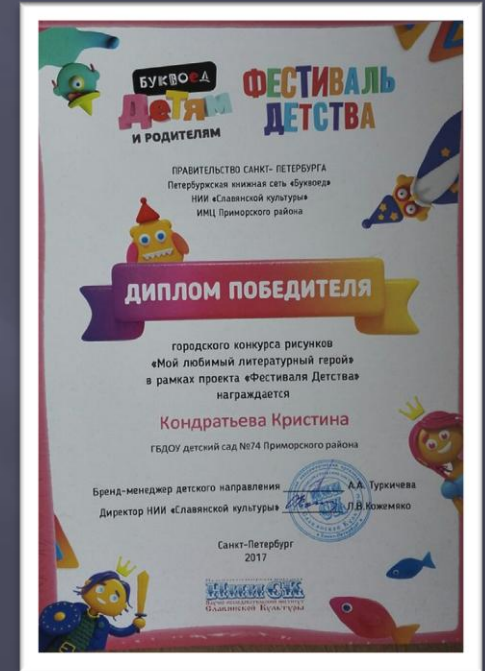 БУКВОЕД
ДЕТЯМ
И РОДИТЕЛЯМ
ФЕСТИВАЛЬ
ДЕТСТВА
ПРАВИТЕЛЬСТВО САНКТ- ПЕТЕРБУРГА
Петербургская книжная сеть «Буквоед»
НИИ «Славянской культуры»
ИМЦ Приморского района
ДИПЛОМ ПОБЕДИТЕЛЯ
городского конкурса рисунков
«Мой любимый литературный герой»
в рамках проекта «Фестиваля Детства»
награждается
Кондратьева Кристина
ГБДОУ детский сад №74 Приморского района
Бренд-менеджер детского направления А.А. Туркичева
Директор НИИ «Славянской культуры» Л.В.Кожемяко
Санкт-Петербург
2017
Славянской Культуры